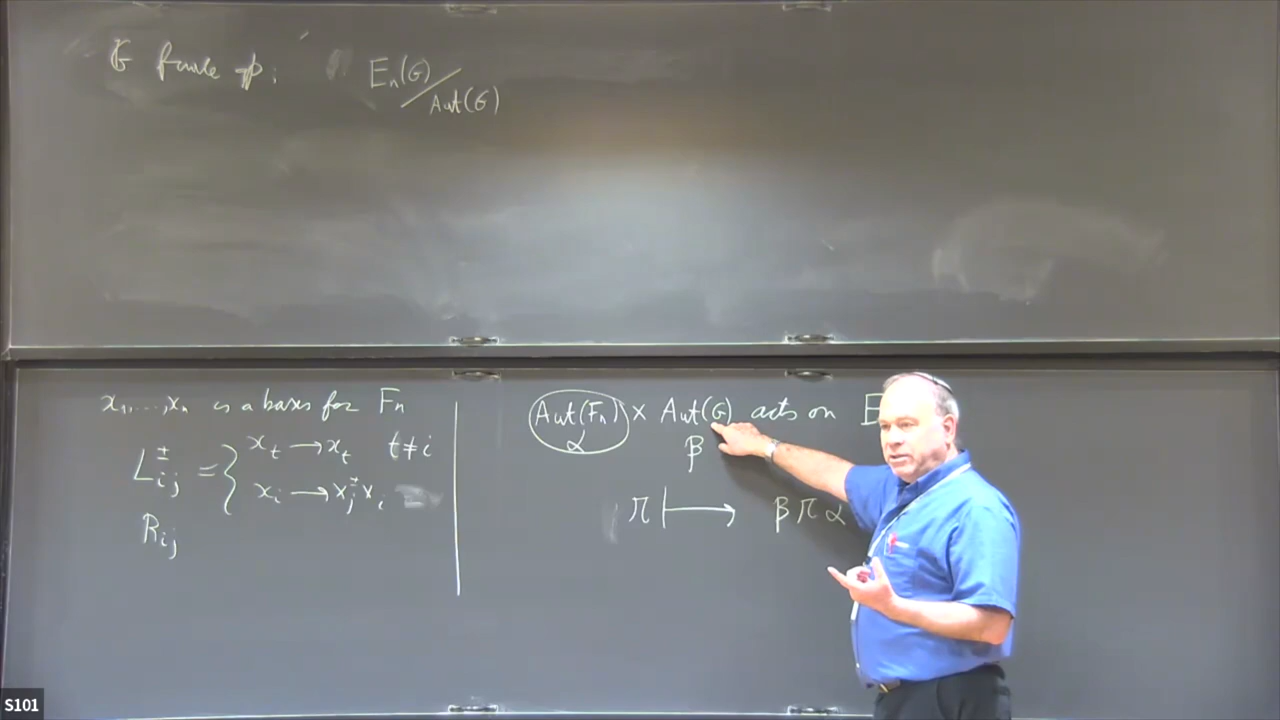 G finite gp: En(G)/Aut(G)
x1,...,xn is a basis for Fn
L±ij = { xt → xt t ≠ i
xi → xj± xi
Rij
Aut(Fn) × Aut(G) acts on E
α β
π ↦ β π α
S101